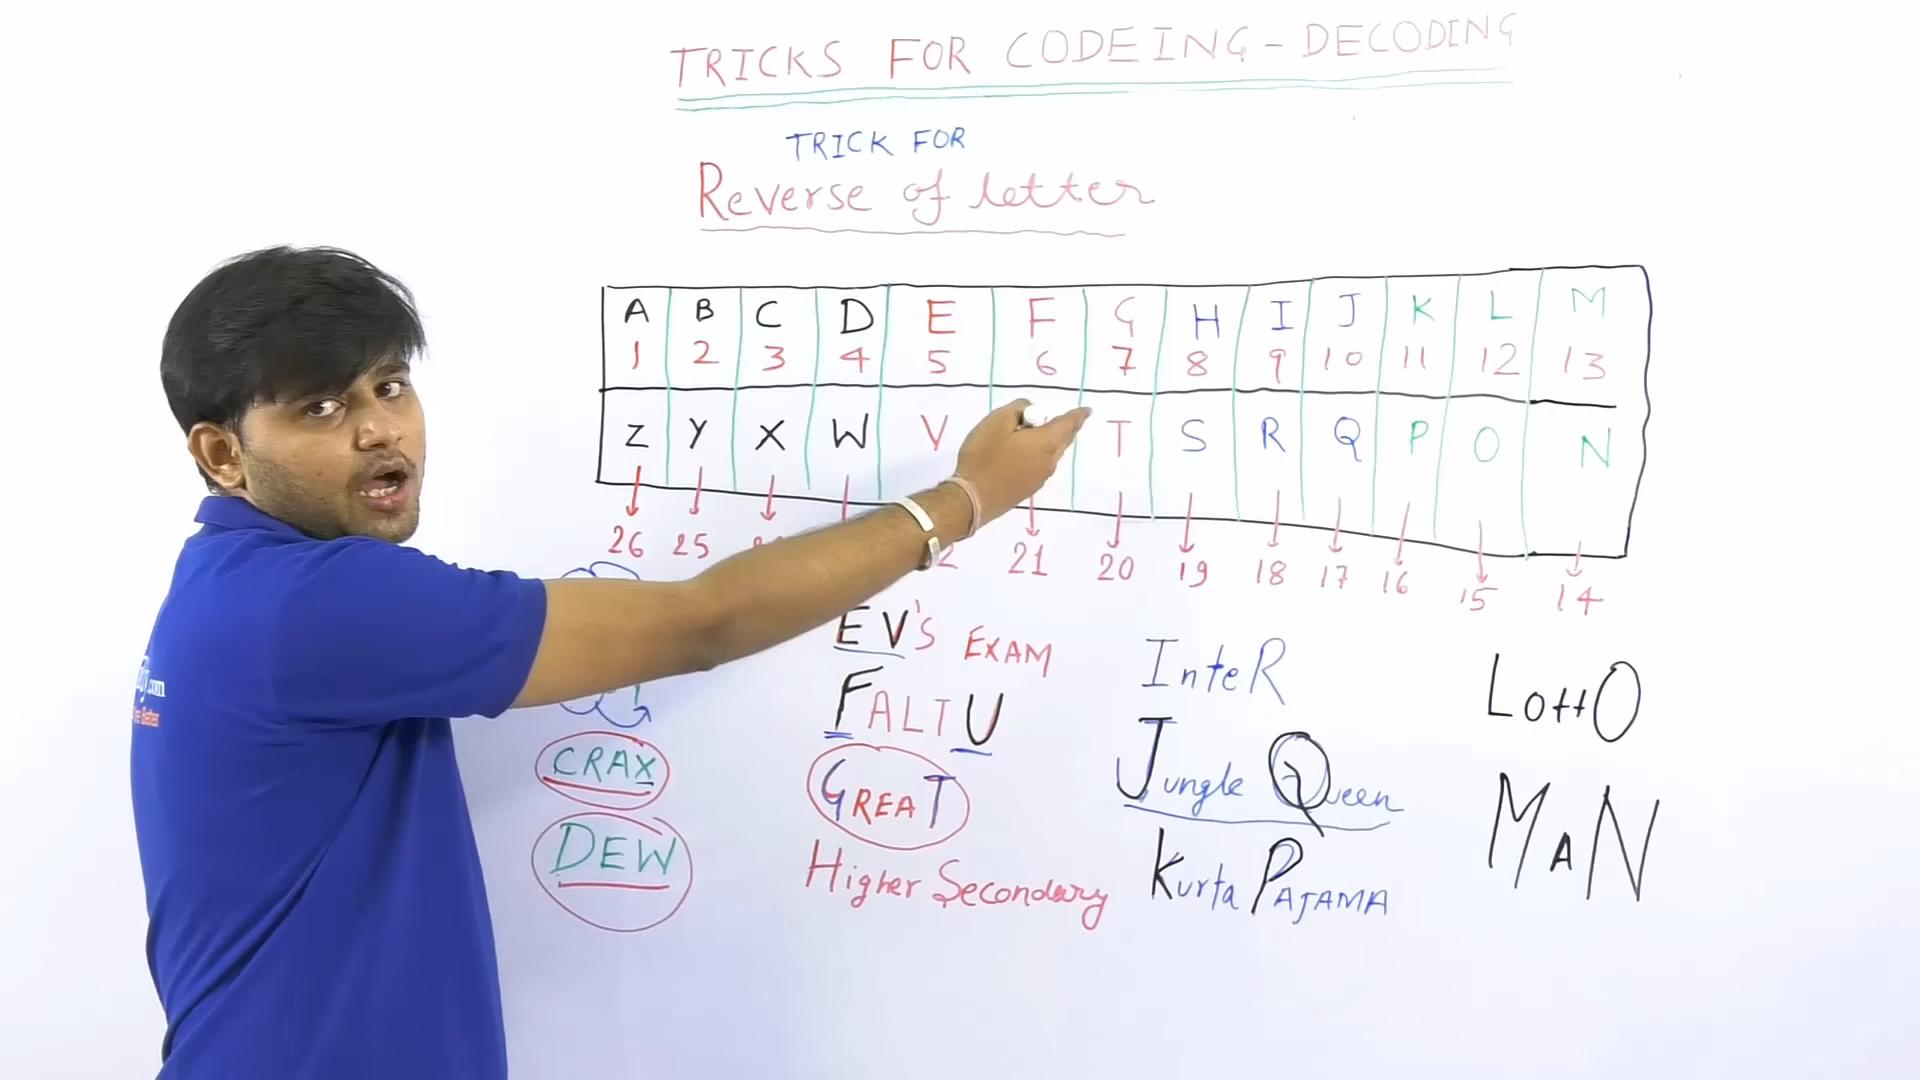 TRICKS FOR CODEING-DECODING
TRICK FOR
Reverse of letter
A B C D E F G H I J K L M
1 2 3 4 5 6 7 8 9 10 11 12 13
Z Y X W V T S R Q P O N
26 25 21 20 19 18 17 16 15 14
EV'S EXAM
FALTU
CRAX
GREAT
DEW
Higher Secondary
InteR
Jungle Queen
Kurta PAJAMA
LottO
MAN
.com